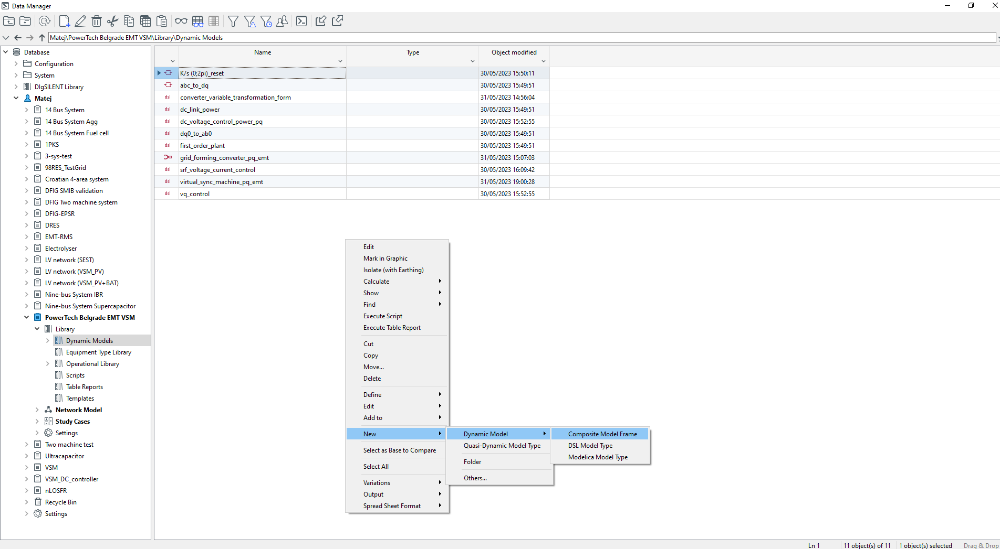 Data Manager
Matej\PowerTech Belgrade EMT VSM\Library\Dynamic Models
Database
Configuration
System
DIgSILENT Library
Matej
14 Bus System
14 Bus System Agg
14 Bus System Fuel cell
1PKS
3-sys-test
98RES_TestGrid
Croatian 4-area system
DFIG SMIB validation
DFIG Two machine system
DFIG-EPSR
DRES
EMT-RMS
Electrolyser
LV network (SEST)
LV network (VSM_PV)
LV network (VSM_PV+BAT)
Nine-bus System IBR
Nine-bus System Supercapacitor
PowerTech Belgrade EMT VSM
Library
Dynamic Models
Equipment Type Library
Operational Library
Scripts
Table Reports
Templates
Network Model
Study Cases
Settings
Two machine test
Ultracapacitor
VSM
VSM_DC_controller
nLOSFR
Recycle Bin
Settings
Name Type Object modified
K/s (0;2pi)_reset 30/05/2023 15:50:11
abc_to_dq 30/05/2023 15:49:51
dsl converter_variable_transformation_form 31/05/2023 14:56:04
dsl dc_link_power 30/05/2023 15:49:51
dsl dc_voltage_control_power_pq 30/05/2023 15:52:55
dsl dq0_to_ab0 30/05/2023 15:49:51
dsl first_order_plant 30/05/2023 15:49:51
grid_forming_converter_pq_emt 31/05/2023 15:07:03
dsl srf_voltage_current_control 30/05/2023 16:09:42
dsl virtual_sync_machine_pq_emt 31/05/2023 19:00:28
dsl vq_control 30/05/2023 15:52:55
Edit
Mark in Graphic
Isolate (with Earthing)
Calculate
Show
Find
Execute Script
Execute Table Report
Cut
Copy
Move...
Delete
Define
Edit
Add to
New
Select as Base to Compare
Select All
Variations
Output
Spread Sheet Format
Dynamic Model
Quasi-Dynamic Model Type
Folder
Others...
Composite Model Frame
DSL Model Type
Modelica Model Type
Ln 1 11 object(s) of 11 1 object(s) selected Drag & Drop